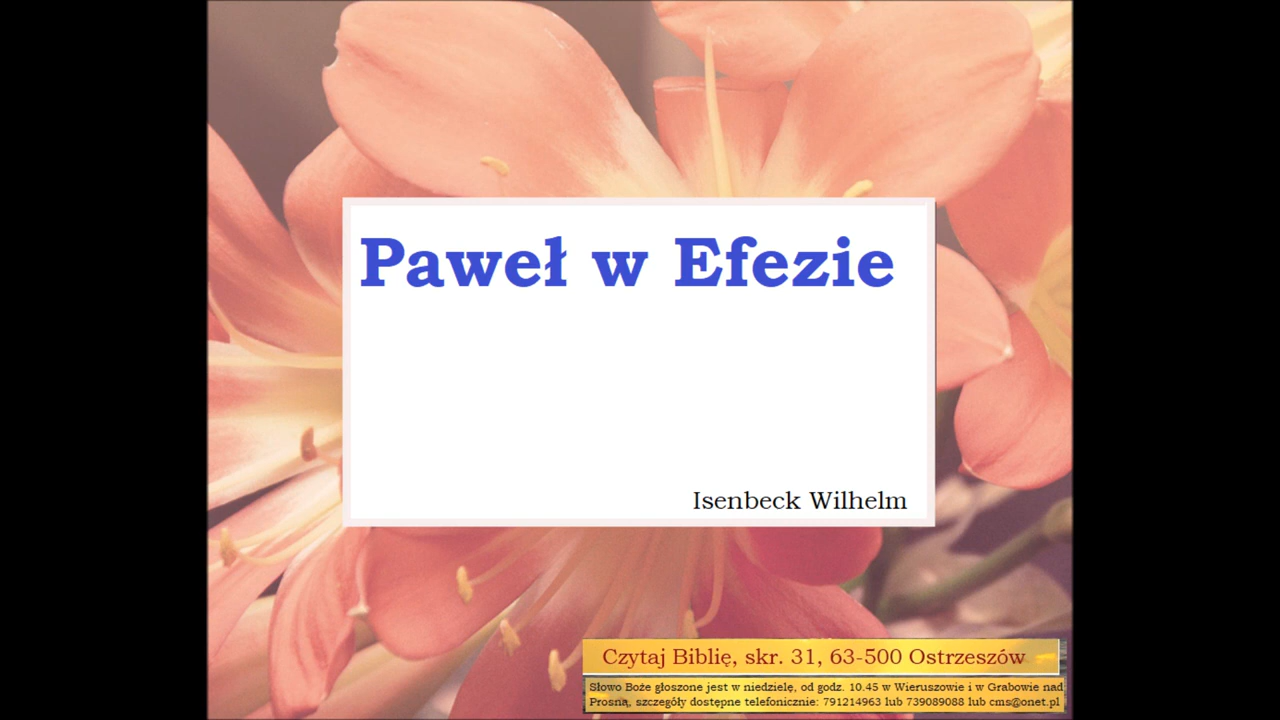 Paweł w Efezie
Isenbeck Wilhelm
Czytaj Biblię, skr. 31, 63-500 Ostrzeszów
Słowo Boże głoszone jest w niedzielę, od godz. 10.45 w Wieruszowie i w Grabowie nad
Prosną, szczegóły dostępne telefonicznie: 791214963 lub 739089088 lub cms@onet.pl